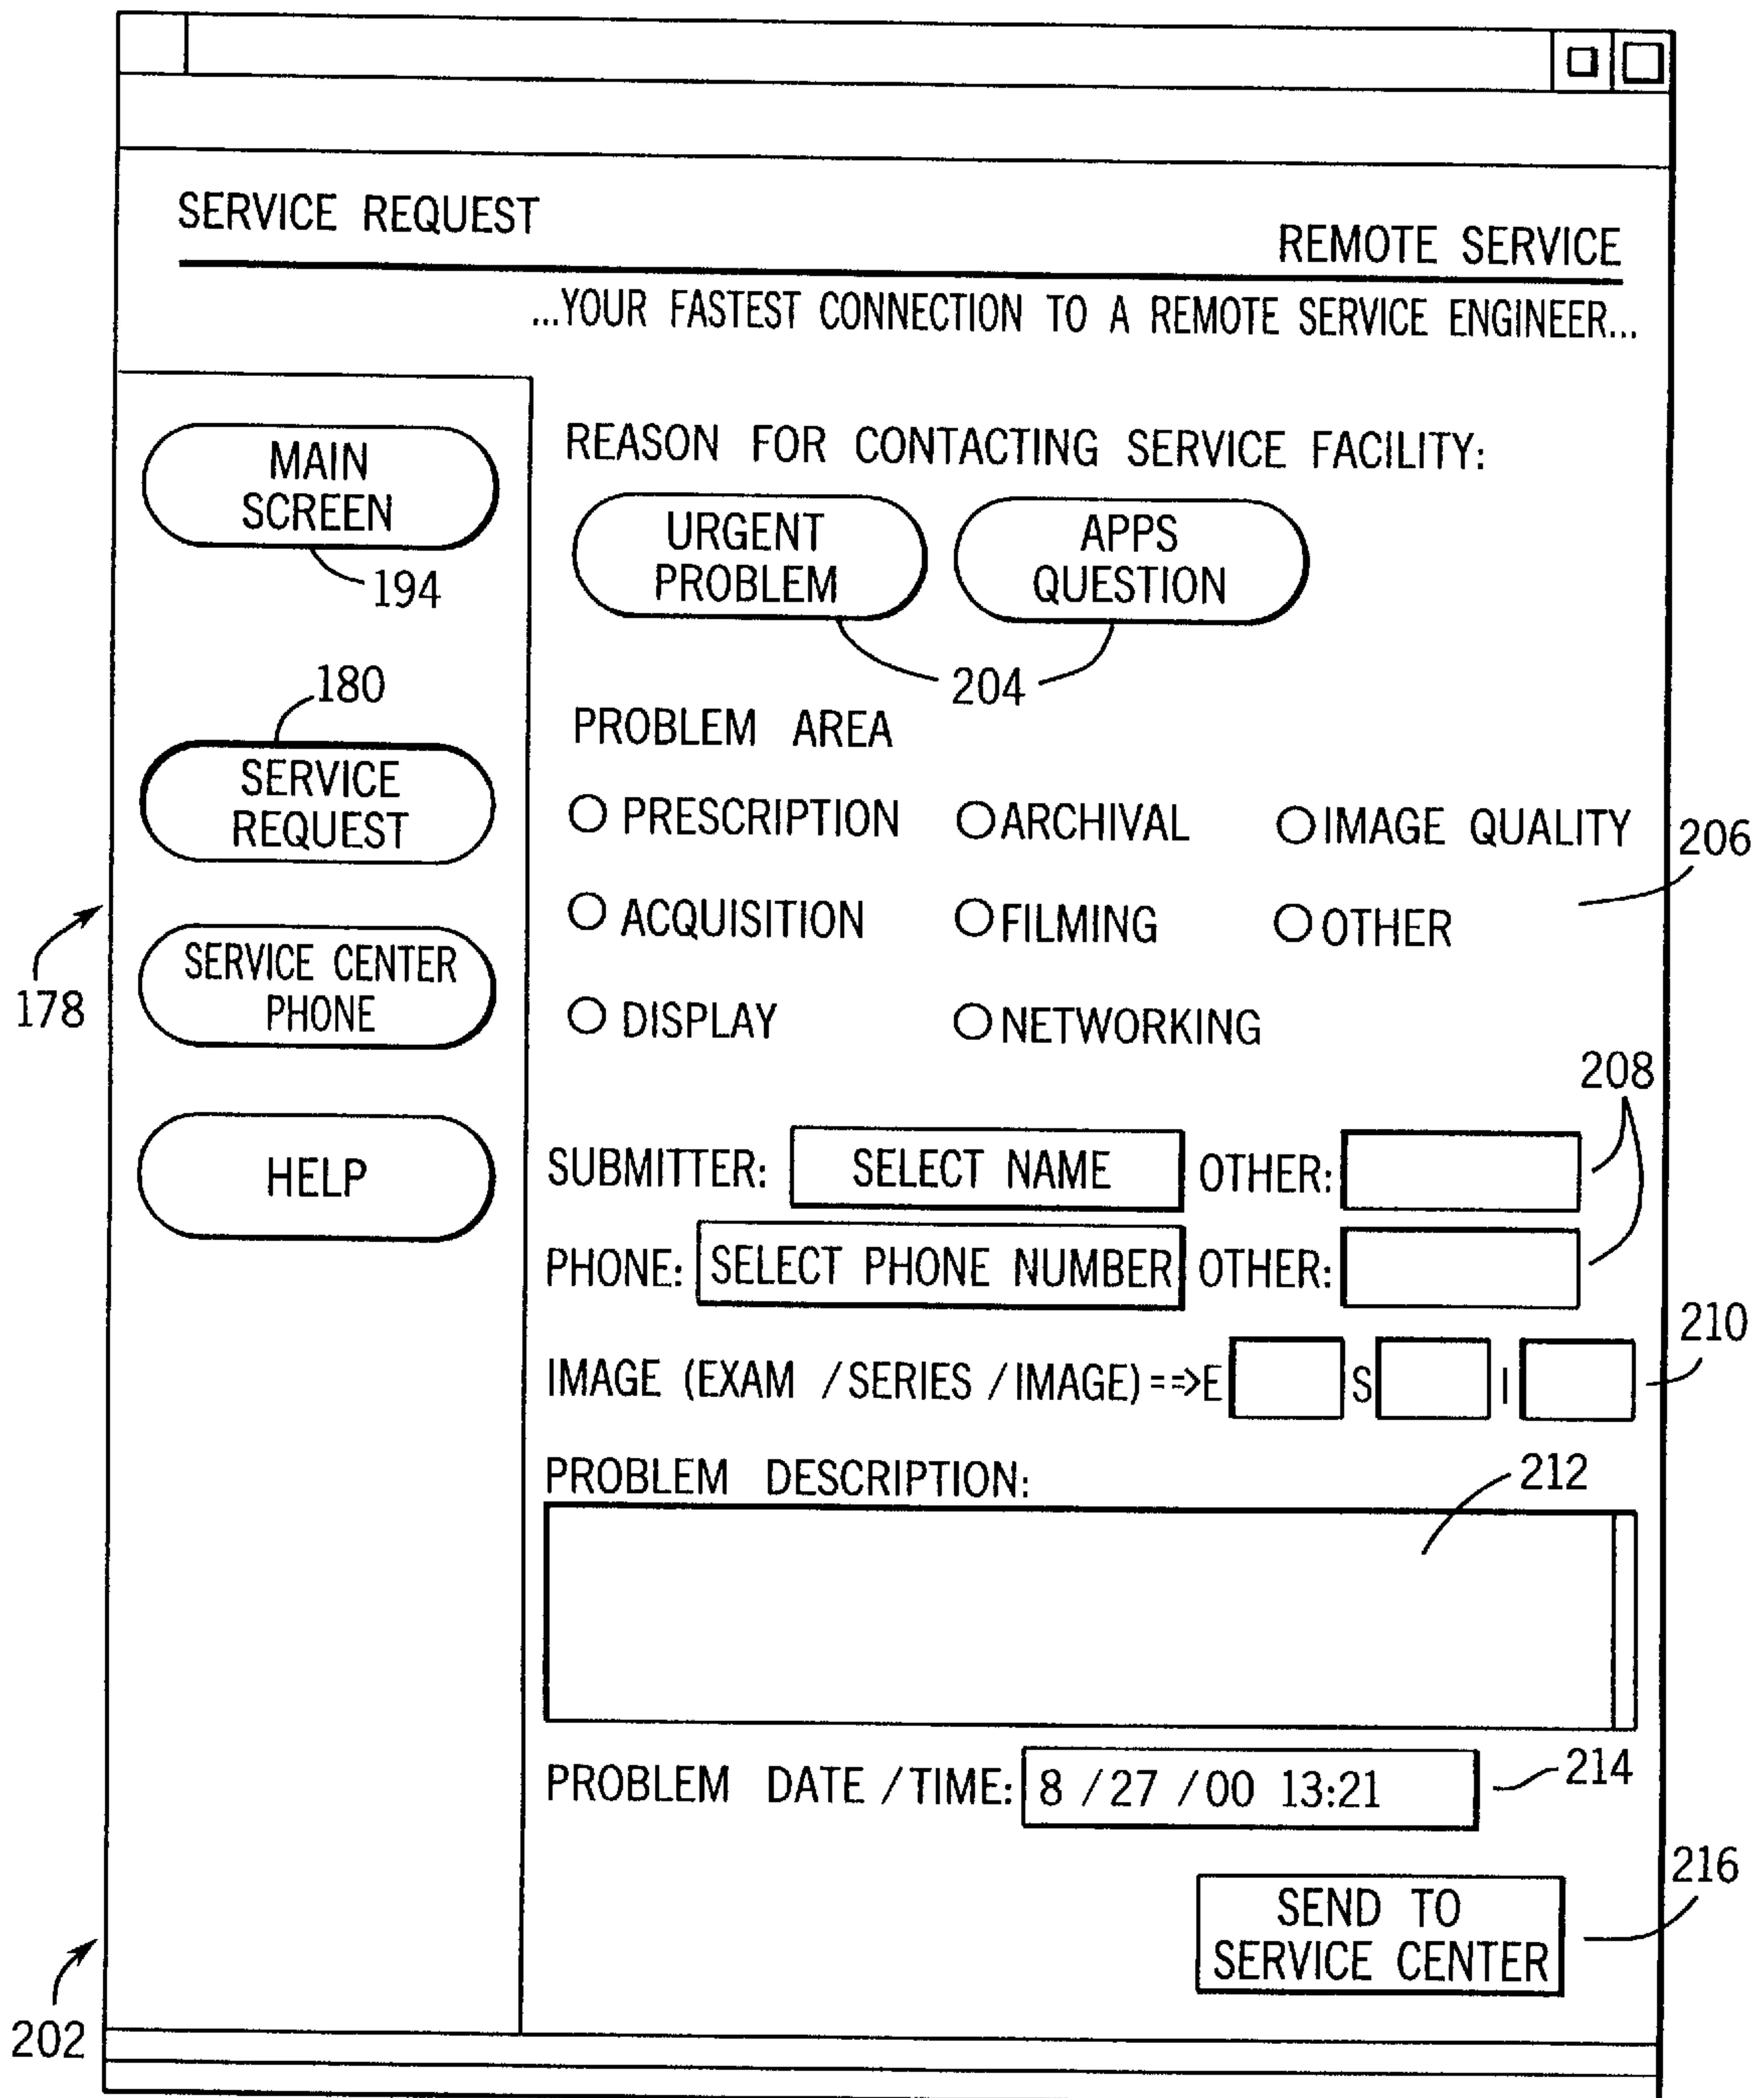 SERVICE REQUEST
REMOTE SERVICE
...YOUR FASTEST CONNECTION TO A REMOTE SERVICE ENGINEER...
MAIN
SCREEN
194
180
SERVICE
REQUEST
178
SERVICE CENTER
PHONE
HELP
REASON FOR CONTACTING SERVICE FACILITY:
URGENT
PROBLEM
APPS
QUESTION
204
PROBLEM AREA
PRESCRIPTION ARCHIVAL IMAGE QUALITY
206
ACQUISITION FILMING OTHER
DISPLAY NETWORKING
208
SUBMITTER: SELECT NAME OTHER:
PHONE: SELECT PHONE NUMBER OTHER:
210
IMAGE (EXAM / SERIES / IMAGE) ==>E S I
PROBLEM DESCRIPTION:
212
PROBLEM DATE / TIME: 8 / 27 / 00 13:21
214
216
SEND TO
SERVICE CENTER
202